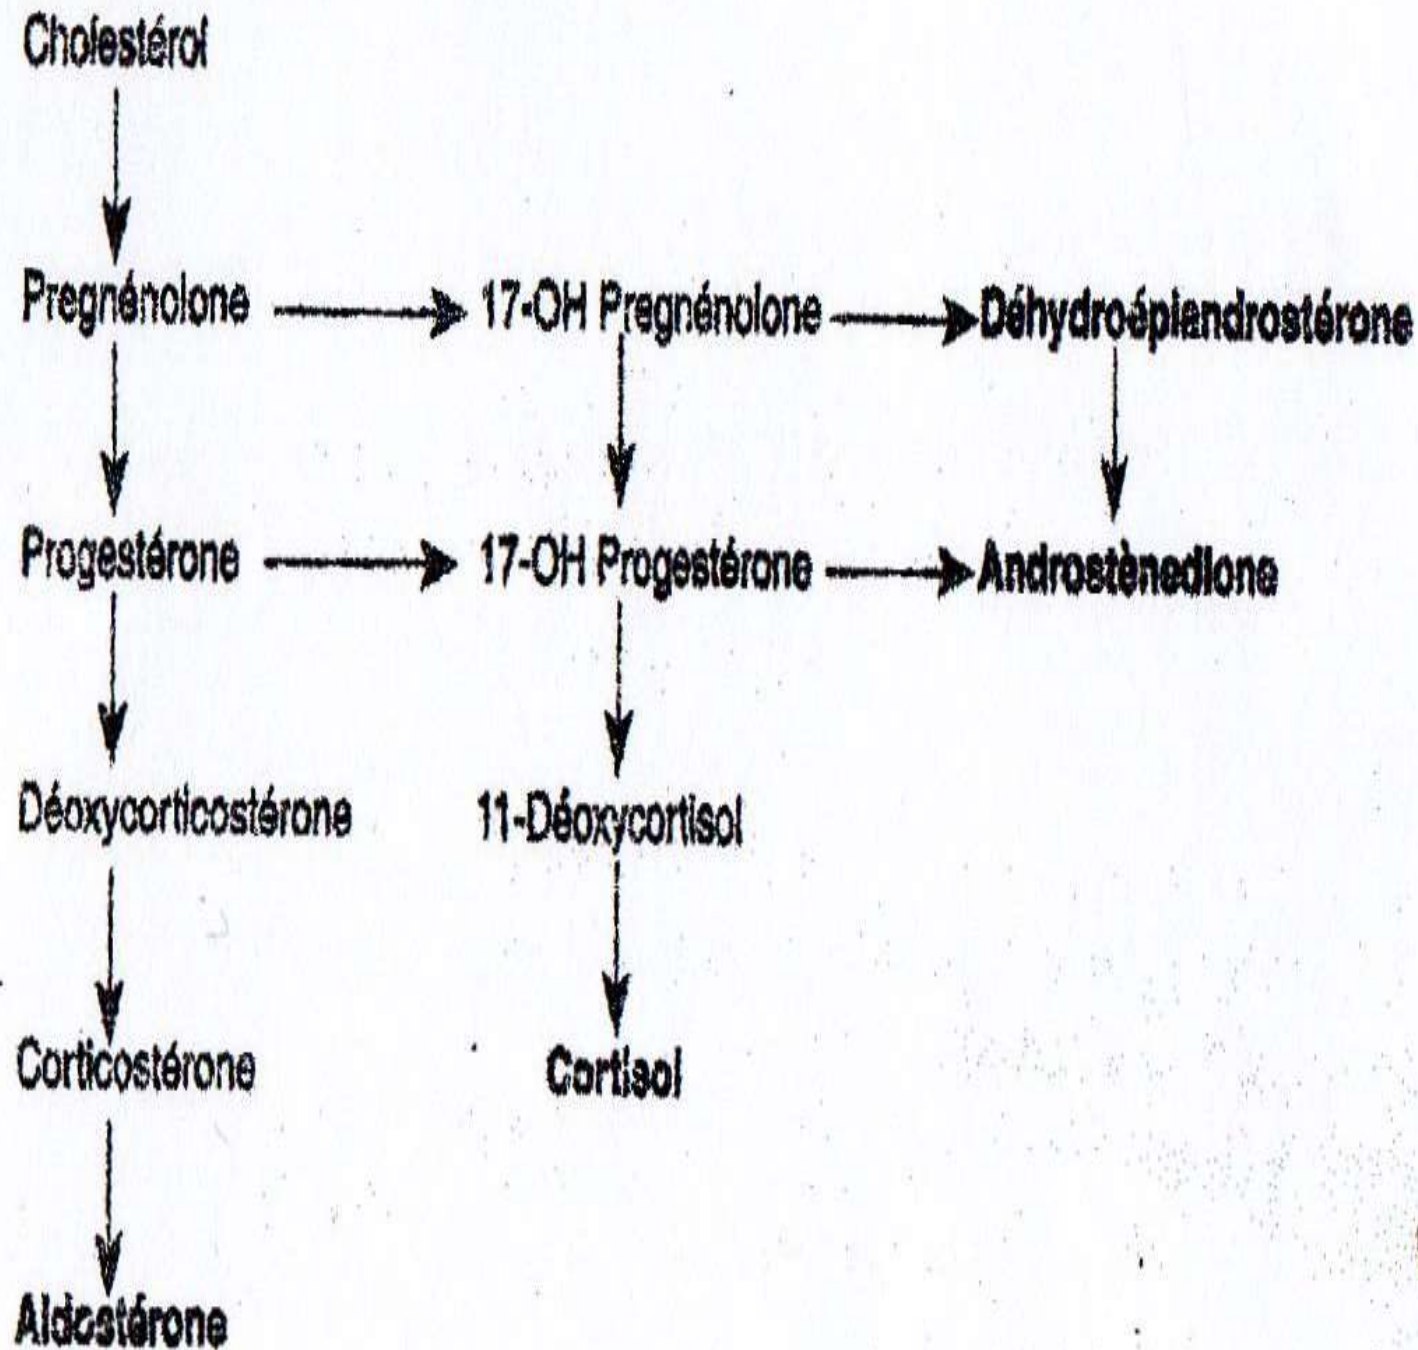 Cholestérol
Pregnénolone 17-OH Pregnénolone Déhydroépiandrostérone
Progestérone 17-OH Progestérone Androstènedione
Déoxycorticostérone 11-Déoxycortisol
Corticostérone Cortisol
Aldostérone